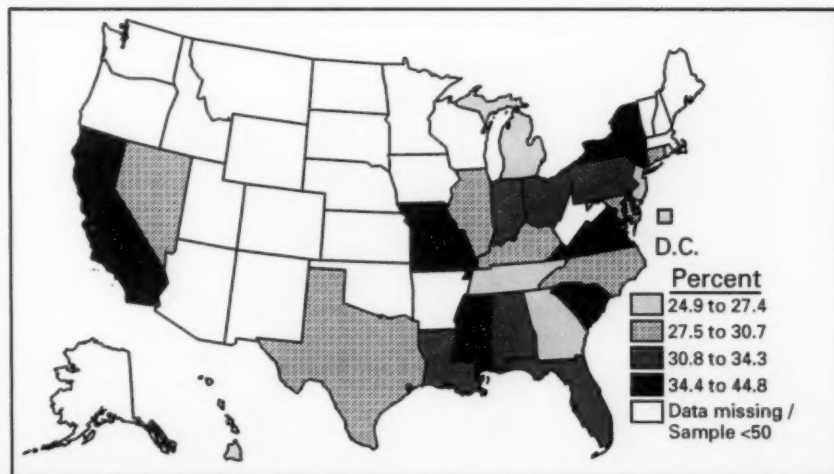 D.C.
Percent
24.9 to 27.4
27.5 to 30.7
30.8 to 34.3
34.4 to 44.8
Data missing /
Sample <50